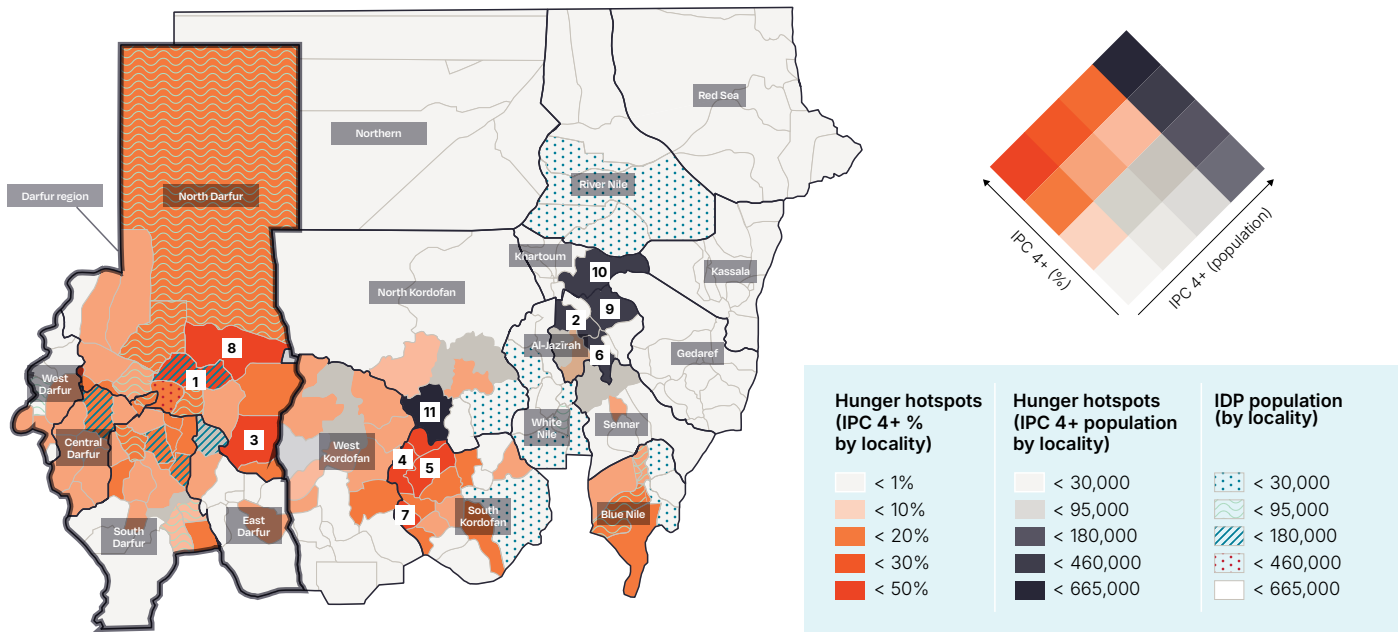 Red Sea
Northern
River Nile
Darfur region
North Darfur
Khartoum
Kassala
North Kordofan
10
9
2
8
Al-Jazīrah
6
Gedaref
1
West
Darfur
11
White
Nile
Sennar
3
Central
Darfur
West
Kordofan
4
5
7
South
Kordofan
Blue Nile
East
Darfur
South
Darfur
IPC 4+ (%)
IPC 4+ (population)
Hunger hotspots
(IPC 4+ %
by locality)
< 1%
< 10%
< 20%
< 30%
< 50%
Hunger hotspots
(IPC 4+ population
by locality)
< 30,000
< 95,000
< 180,000
< 460,000
< 665,000
IDP population
(by locality)
< 30,000
< 95,000
< 180,000
< 460,000
< 665,000